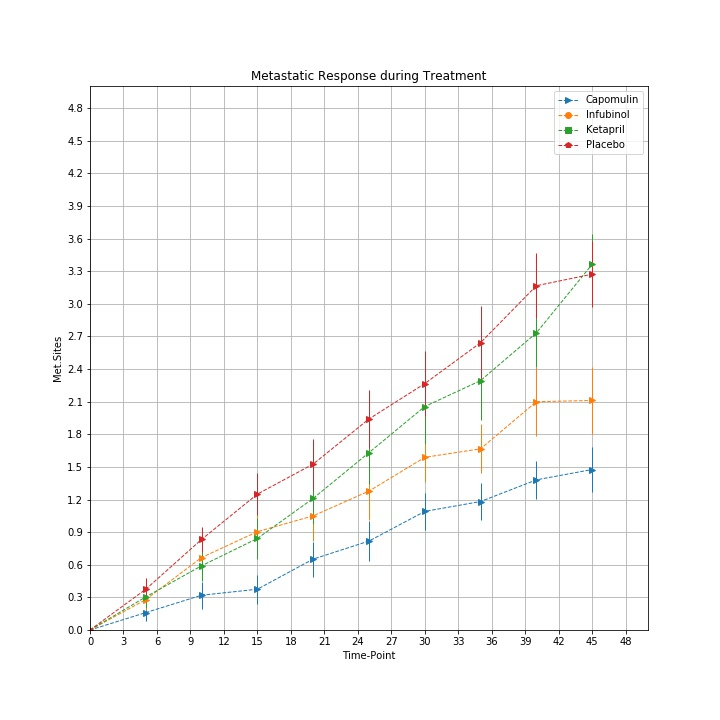 Metastatic Response during Treatment
Capomulin
Infubinol
Ketapril
Placebo
4.8
4.5
4.2
3.9
3.6
3.3
3.0
2.7
2.4
2.1
1.8
1.5
1.2
0.9
0.6
0.3
0.0
Met.Sites
0 3 6 9 12 15 18 21 24 27 30 33 36 39 42 45 48
Time-Point